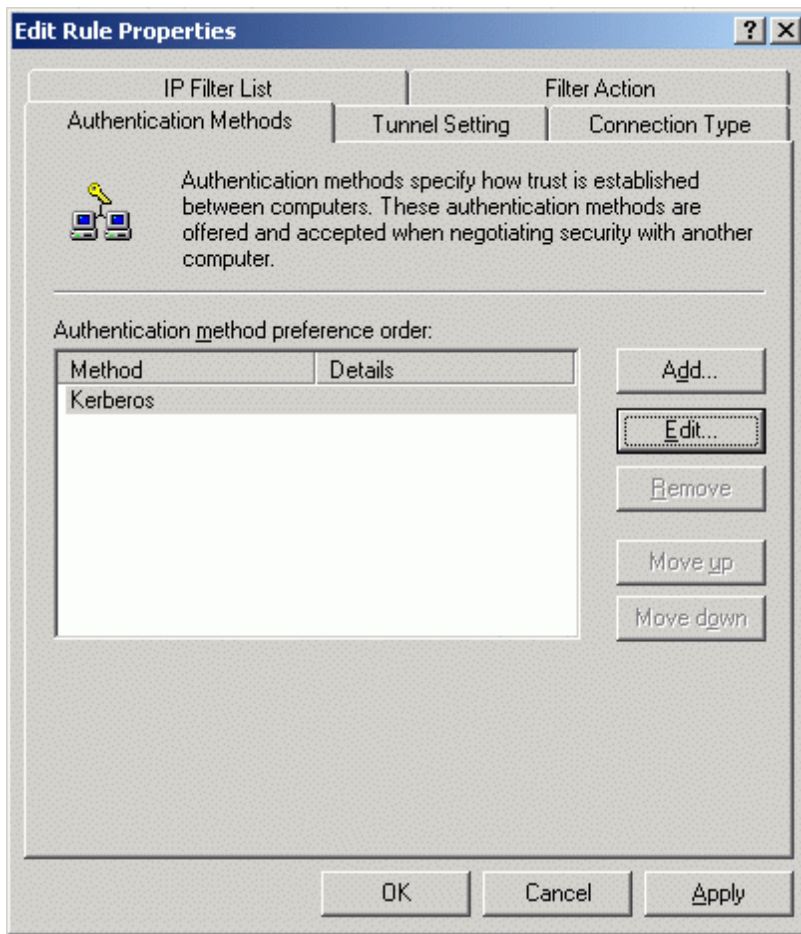 Edit Rule Properties
IP Filter List
Filter Action
Authentication Methods
Tunnel Setting
Connection Type
Authentication methods specify how trust is established
between computers. These authentication methods are
offered and accepted when negotiating security with another
computer.
Authentication method preference order:
Method
Details
Kerberos
Add...
Edit...
Remove
Move up
Move down
OK
Cancel
Apply